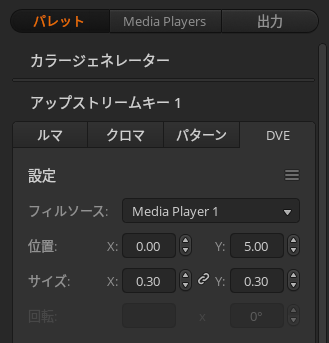 パレット Media Players 出力
カラージェネレーター
アップストリームキー 1
ルマ クロマ パターン DVE
設定
フィルソース: Media Player 1
位置: X: 0.00 Y: 5.00
サイズ: X: 0.30 Y: 0.30
回転: x 0°